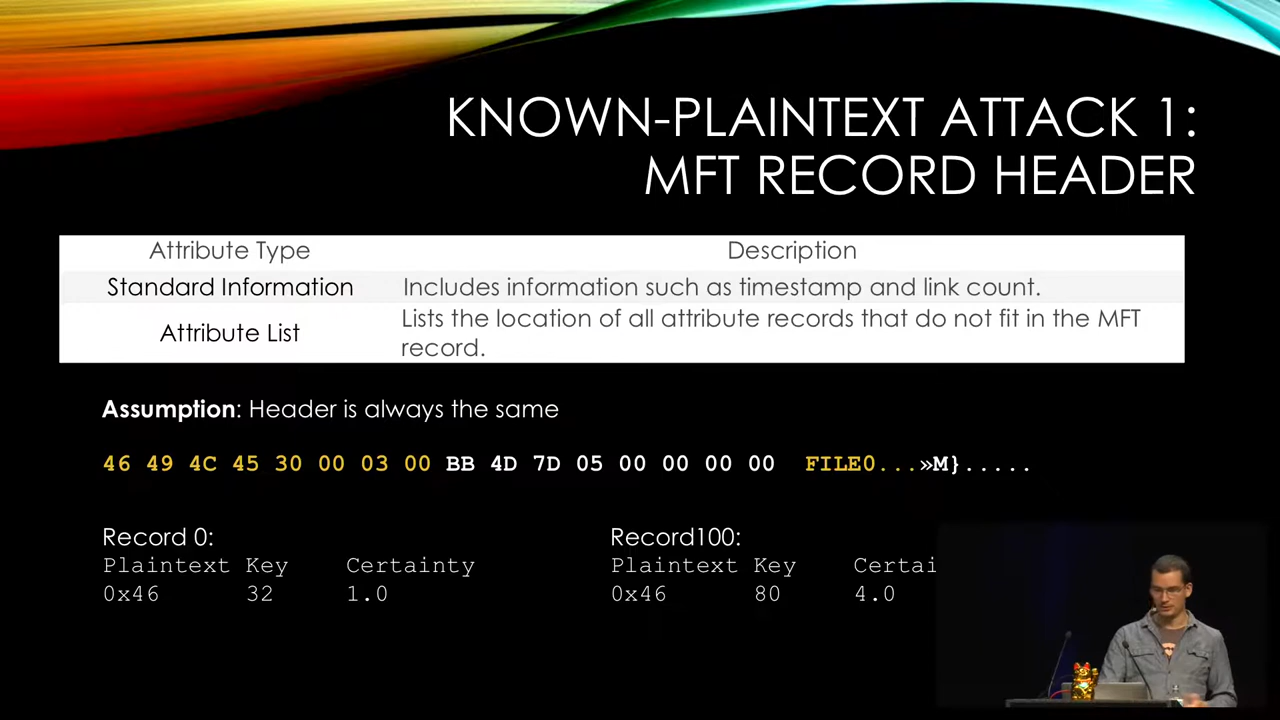 KNOWN-PLAINTEXT ATTACK 1:
MFT RECORD HEADER
Attribute Type Description
Standard Information Includes information such as timestamp and link count.
Attribute List Lists the location of all attribute records that do not fit in the MFT
record.
Assumption: Header is always the same
46 49 4C 45 30 00 03 00 BB 4D 7D 05 00 00 00 00 FILE0...»M}.....
Record 0: Record100:
Plaintext Key Certainty Plaintext Key Certai
0x46 32 1.0 0x46 80 4.0